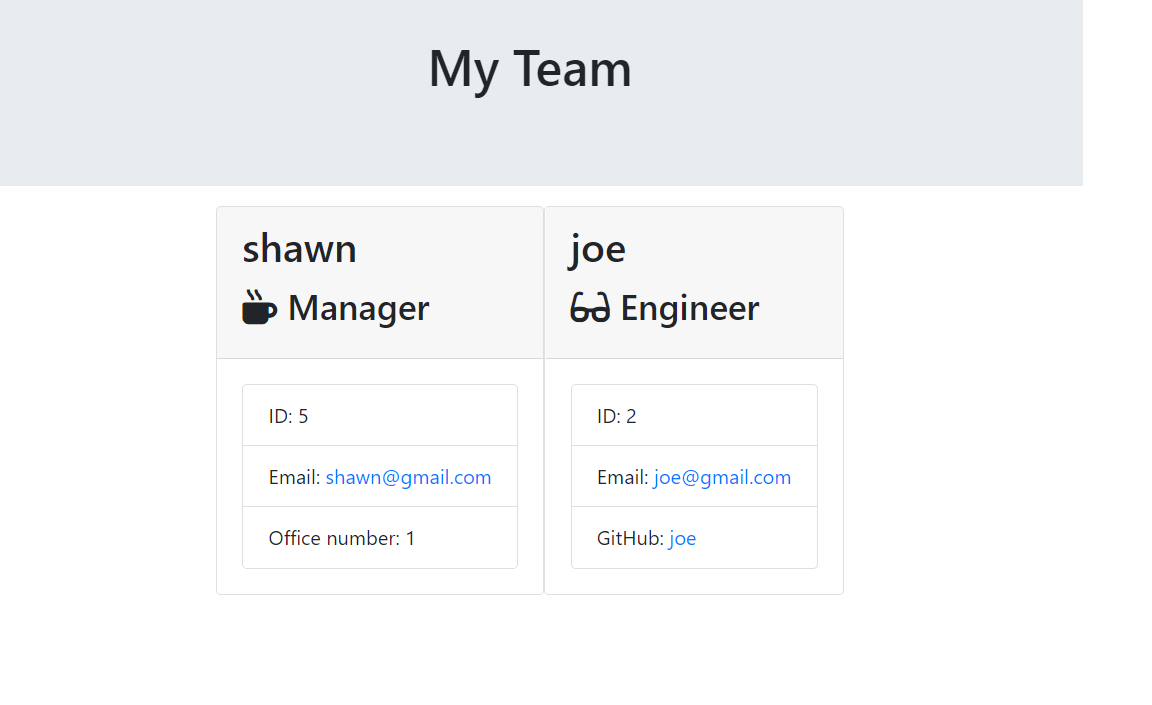 My Team
shawn
Manager
ID: 5
Email: shawn@gmail.com
Office number: 1
joe
Engineer
ID: 2
Email: joe@gmail.com
GitHub: joe